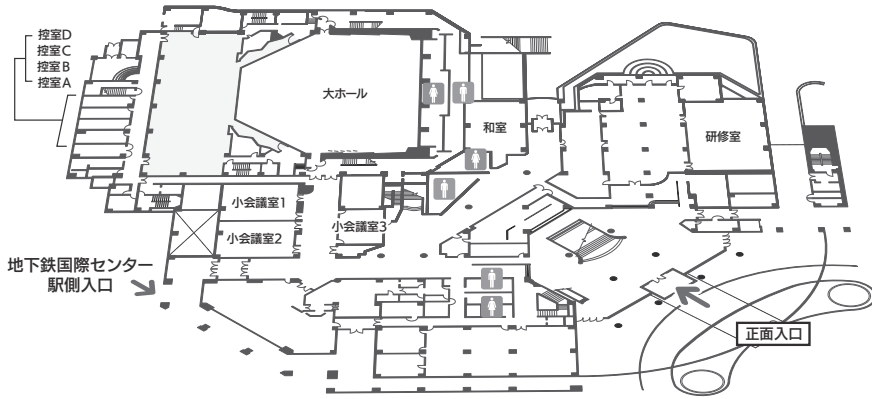 控室D
控室C
控室B
控室A
大ホール
和室
研修室
小会議室1
小会議室2
小会議室3
地下鉄国際センター
駅側入口
正面入口